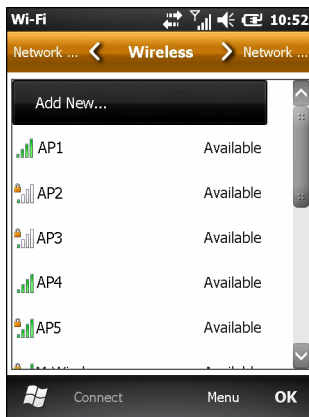 Wi-Fi 10:52
Network ... Wireless Network ...
Add New...
AP1 Available
AP2 Available
AP3 Available
AP4 Available
AP5 Available
Connect Menu OK